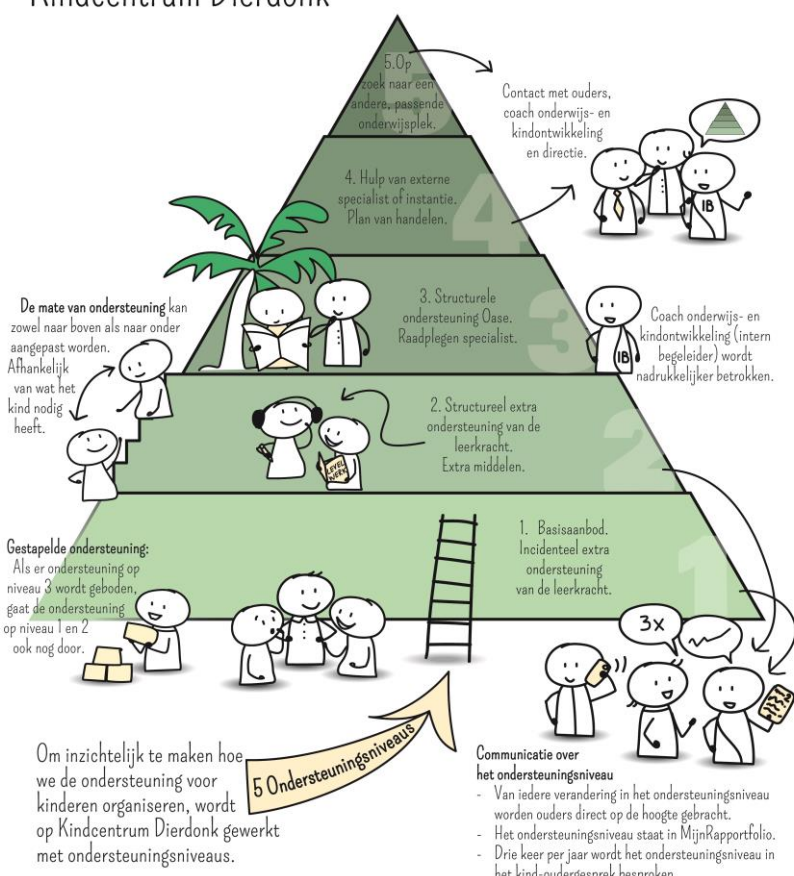 Kindcentrum Dierdonk
5
5.Op
zoek naar een
andere, passende
onderwijsplek.
Contact met ouders,
coach onderwijs- en
kindontwikkeling
en directie.
IB
4
4. Hulp van externe
specialist of instantie.
Plan van handelen.
3
3. Structurele
ondersteuning Oase.
Raadplegen specialist.
IB
Coach onderwijs- en
kindontwikkeling (intern
begeleider) wordt
nadrukkelijker betrokken.
De mate van ondersteuning kan
zowel naar boven als naar onder
aangepast worden.
Afhankelijk
van wat het
kind nodig
heeft.
2
2. Structureel extra
ondersteuning van de
leerkracht.
Extra middelen.
LEVEL
WERK
1
1. Basisaanbod.
Incidenteel extra
ondersteuning
van de leerkracht.
Gestapelde ondersteuning:
Als er ondersteuning op
niveau 3 wordt geboden,
gaat de ondersteuning
op niveau 1 en 2
ook nog door.
3x
5 Ondersteuningsniveaus
Om inzichtelijk te maken hoe
we de ondersteuning voor
kinderen organiseren, wordt
op Kindcentrum Dierdonk gewerkt
met ondersteuningsniveaus.
Communicatie over
het ondersteuningsniveau
- Van iedere verandering in het ondersteuningsniveau
worden ouders direct op de hoogte gebracht.
- Het ondersteuningsniveau staat in MijnRapportfolio.
- Drie keer per jaar wordt het ondersteuningsniveau in
het kind-oudergesprek besproken